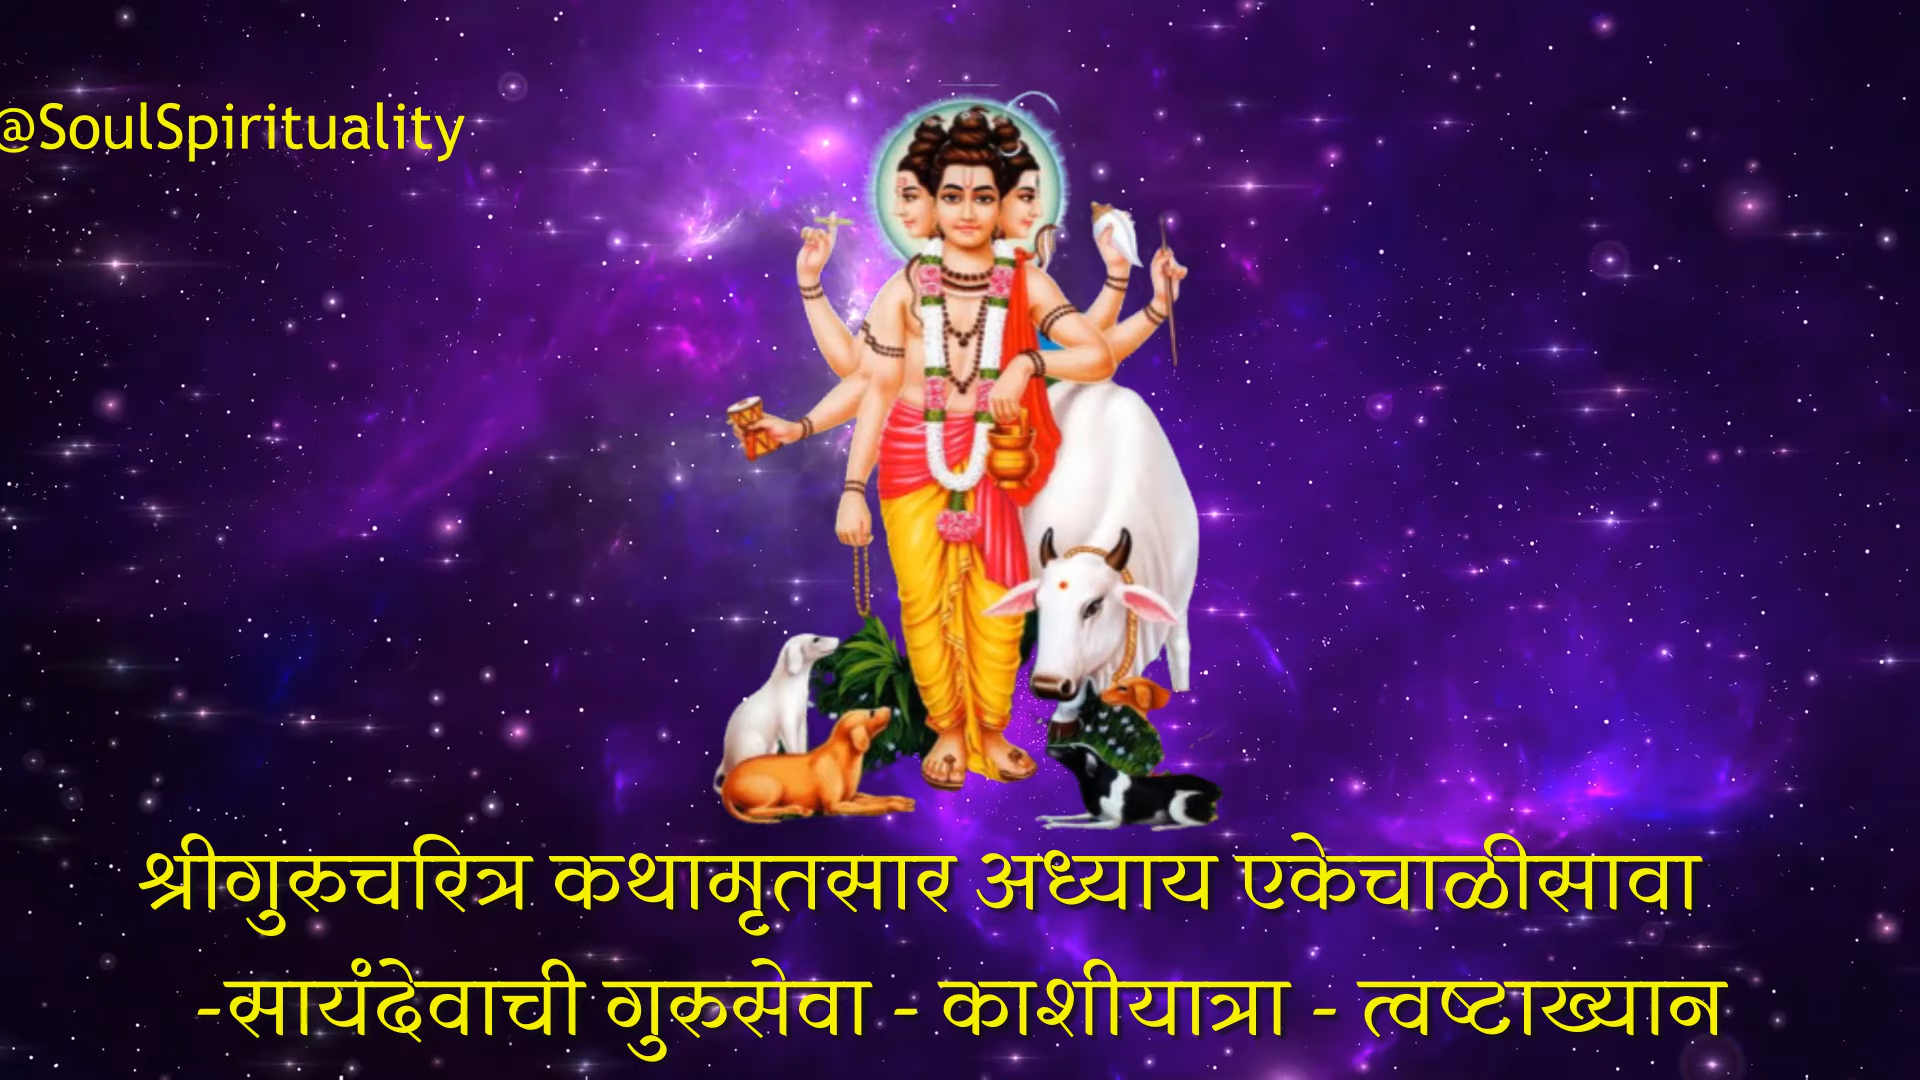 @SoulSpirituality
श्रीगुरुचरित्र कथामृतसार अध्याय एकेचाळीसावा
-सायंदेवाची गुरुसेवा - काशीयात्रा - त्वष्टाख्यान